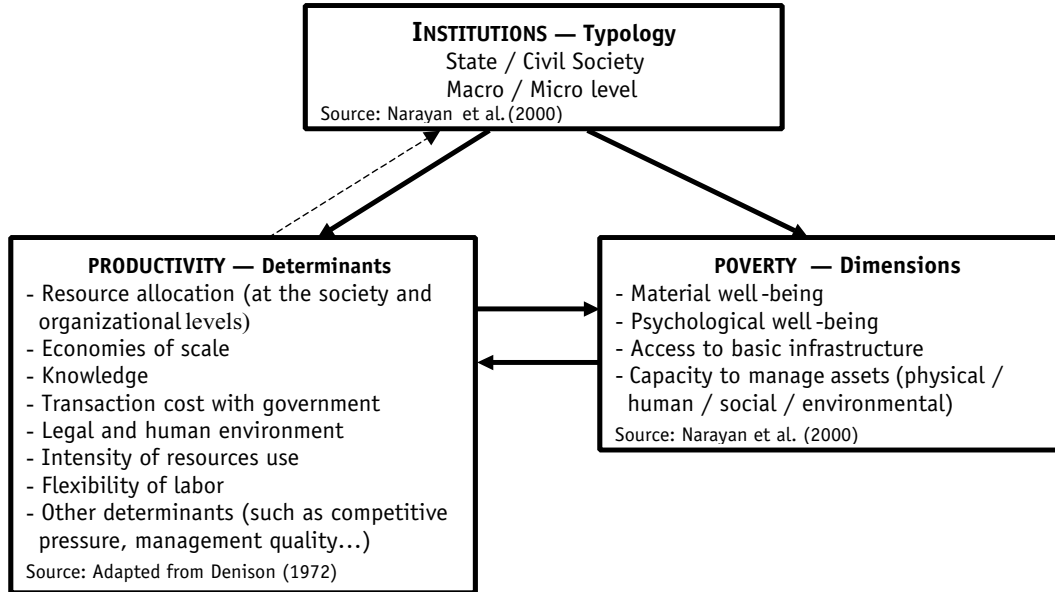 INSTITUTIONS — Typology
State / Civil Society
Macro / Micro level
Source: Narayan et al. (2000)
PRODUCTIVITY — Determinants
- Resource allocation (at the society and
organizational levels)
- Economies of scale
- Knowledge
- Transaction cost with government
- Legal and human environment
- Intensity of resources use
- Flexibility of labor
- Other determinants (such as competitive
pressure, management quality…)
Source: Adapted from Denison (1972)
POVERTY — Dimensions
- Material well-being
- Psychological well-being
- Access to basic infrastructure
- Capacity to manage assets (physical /
human / social / environmental)
Source: Narayan et al. (2000)